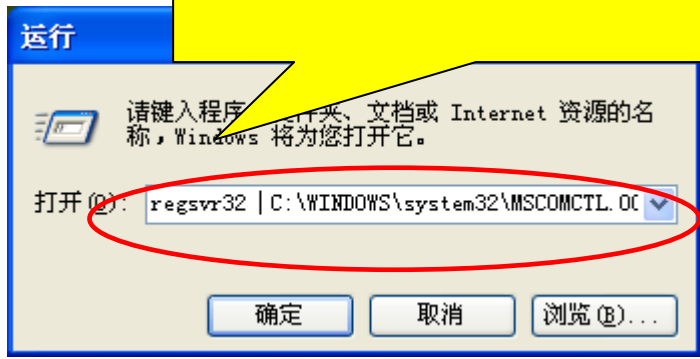 运行
请键入程序、文件夹、文档或 Internet 资源的名
称，Windows 将为您打开它。
打开(O): regsvr32 |C:\WINDOWS\system32\MSCOMCTL.OC
确定 取消 浏览(B)...